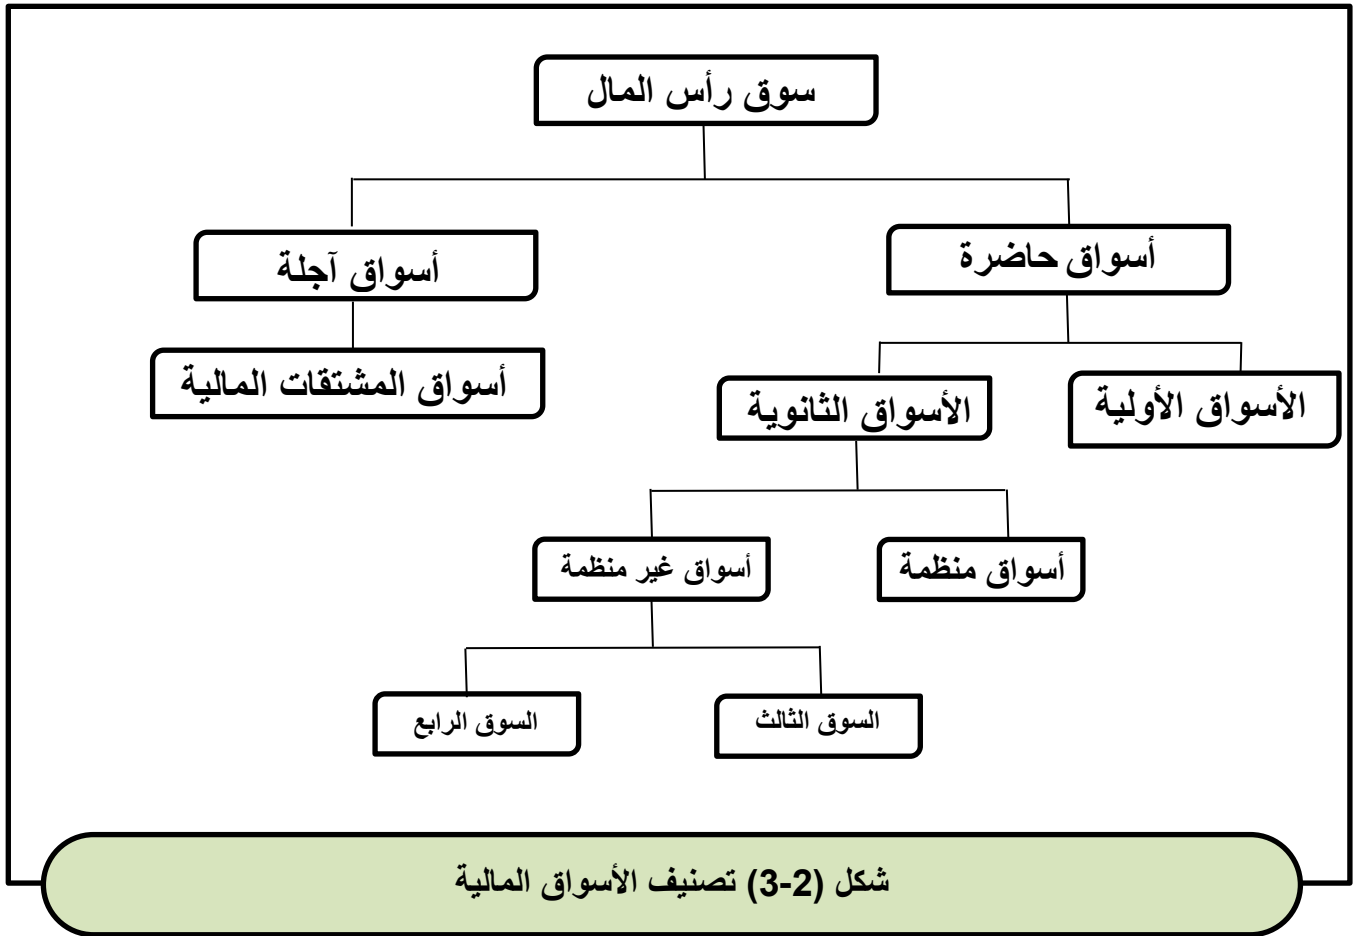 سوق رأس المال
أسواق حاضرة
أسواق آجلة
الأسواق الأولية
الأسواق الثانوية
أسواق المشتقات المالية
أسواق منظمة
أسواق غير منظمة
السوق الثالث
السوق الرابع
شكل (2-3) تصنيف الأسواق المالية